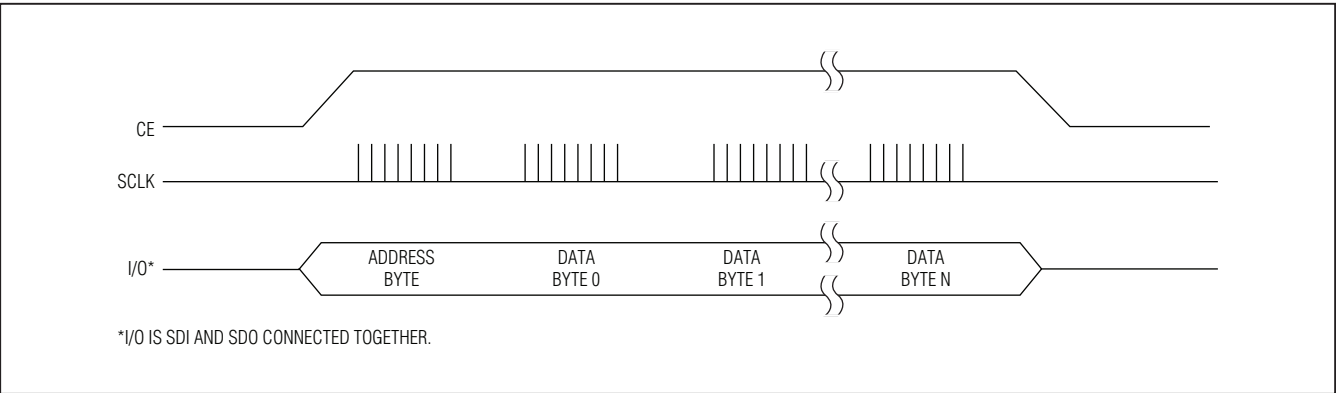 CE
SCLK
I/O*
ADDRESS
BYTE
DATA
BYTE 0
DATA
BYTE 1
DATA
BYTE N
*I/O IS SDI AND SDO CONNECTED TOGETHER.